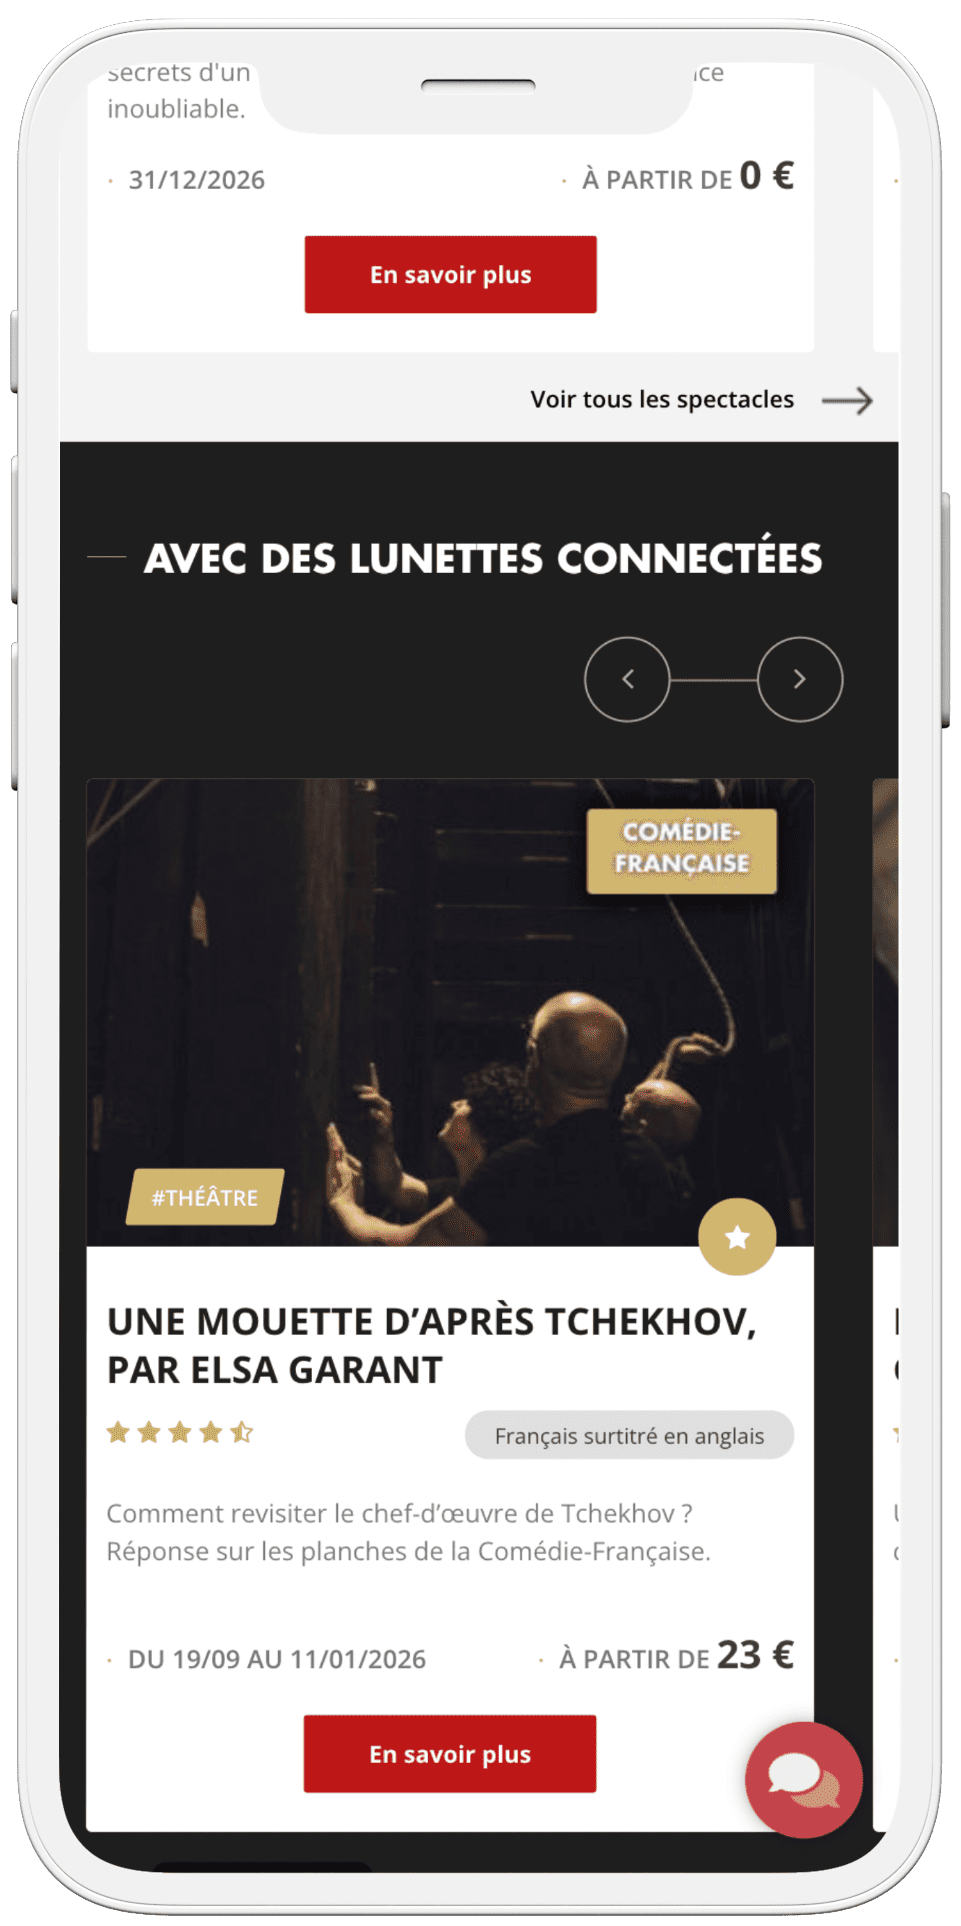 secrets d'un
inoubliable.
31/12/2026
À PARTIR DE 0 €
En savoir plus
Voir tous les spectacles
AVEC DES LUNETTES CONNECTÉES
COMÉDIE-
FRANÇAISE
#THÉÂTRE
UNE MOUETTE D’APRÈS TCHEKHOV,
PAR ELSA GARANT
Français surtitré en anglais
Comment revisiter le chef-d’œuvre de Tchekhov ?
Réponse sur les planches de la Comédie-Française.
DU 19/09 AU 11/01/2026
À PARTIR DE 23 €
En savoir plus